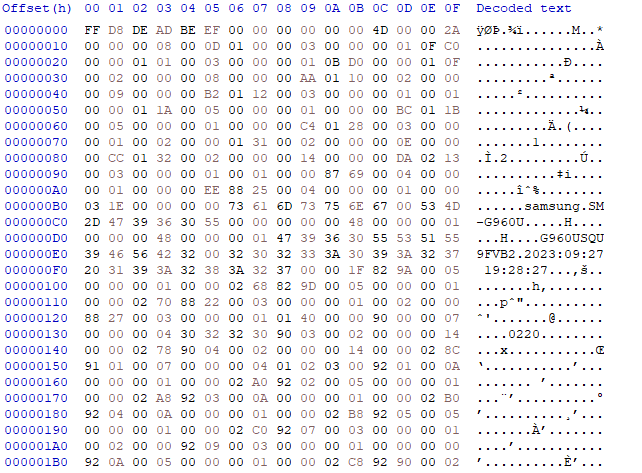 Offset(h) 00 01 02 03 04 05 06 07 08 09 0A 0B 0C 0D 0E 0F Decoded text
00000000 FF D8 DE AD BE EF 00 00 00 00 00 00 4D 00 00 2A ÿØÞ.¾ï......M..*
00000010 00 00 00 08 00 0D 01 00 00 03 00 00 00 01 0F C0 ...............À
00000020 00 00 01 01 00 03 00 00 00 01 0B D0 00 00 01 0F ...........Ð....
00000030 00 02 00 00 00 08 00 00 00 AA 01 10 00 02 00 00 .........ª......
00000040 00 09 00 00 00 B2 01 12 00 03 00 00 00 01 00 01 .....²..........
00000050 00 00 01 1A 00 05 00 00 00 01 00 00 00 BC 01 1B .............¼..
00000060 00 05 00 00 00 01 00 00 00 C4 01 28 00 03 00 00 .........Ä.(....
00000070 00 01 00 02 00 00 01 31 00 02 00 00 00 0E 00 00 .......1........
00000080 00 CC 01 32 00 02 00 00 00 14 00 00 00 DA 02 13 .Ì.2.........Ú..
00000090 00 03 00 00 00 01 00 01 00 00 87 69 00 04 00 00 ..........‡i....
000000A0 00 01 00 00 00 EE 88 25 00 04 00 00 00 01 00 00 .....îˆ%........
000000B0 03 1E 00 00 00 00 73 61 6D 73 75 6E 67 00 53 4D ......samsung.SM
000000C0 2D 47 39 36 30 55 00 00 00 00 00 48 00 00 00 01 -G960U.....H....
000000D0 00 00 00 48 00 00 00 01 47 39 36 30 55 53 51 55 ...H....G960USQU
000000E0 39 46 56 42 32 00 32 30 32 33 3A 30 39 3A 32 37 9FVB2.2023:09:27
000000F0 20 31 39 3A 32 38 3A 32 37 00 00 1F 82 9A 00 05 19:28:27...‚š..
00000100 00 00 00 01 00 00 02 68 82 9D 00 05 00 00 00 01 .......h‚.......
00000110 00 00 02 70 88 22 00 03 00 00 00 01 00 02 00 00 ...pˆ"..........
00000120 88 27 00 03 00 00 00 01 01 40 00 00 90 00 00 07 ˆ'.......@......
00000130 00 00 00 04 30 32 32 30 90 03 00 02 00 00 00 14 ....0220........
00000140 00 00 02 78 90 04 00 02 00 00 00 14 00 00 02 8C ...x...........Œ
00000150 91 01 00 07 00 00 00 04 01 02 03 00 92 01 00 0A ‘...........’...
00000160 00 00 00 01 00 00 02 A0 92 02 00 05 00 00 00 01 ....... ’.......
00000170 00 00 02 A8 92 03 00 0A 00 00 00 01 00 00 02 B0 ...¨’..........°
00000180 92 04 00 0A 00 00 00 01 00 00 02 B8 92 05 00 05 ’..........¸’...
00000190 00 00 00 01 00 00 02 C0 92 07 00 03 00 00 00 01 .......À’.......
000001A0 00 02 00 00 92 09 00 03 00 00 00 01 00 00 00 00 ....’...........
000001B0 92 0A 00 05 00 00 00 01 00 00 02 C8 92 90 00 02 ’..........È’...